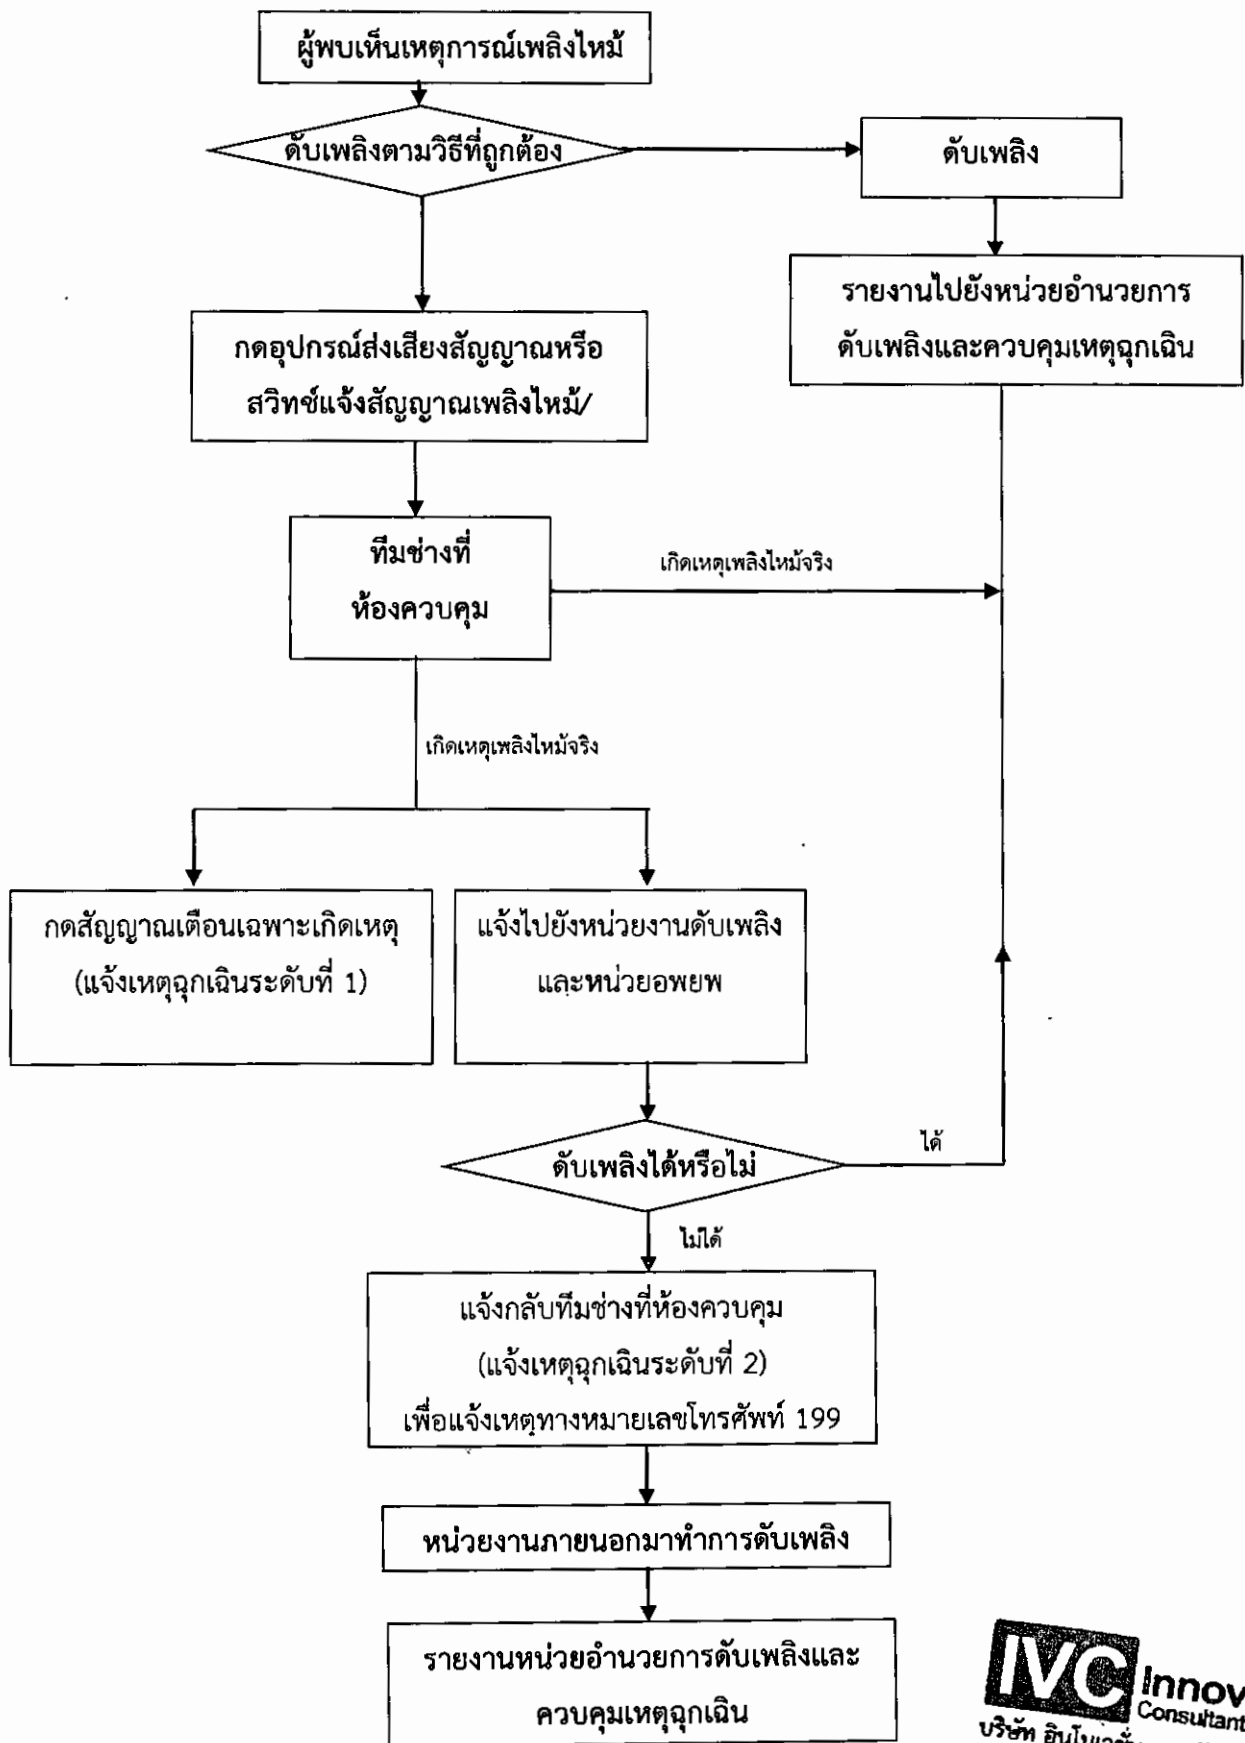 ผู้พบเห็นเหตุการณ์เพลิงไหม้
ดับเพลิงตามวิธีที่ถูกต้อง
ดับเพลิง
รายงานไปยังหน่วยอำนวยการ
ดับเพลิงและควบคุมเหตุฉุกเฉิน
กดอุปกรณ์ส่งเสียงสัญญาณหรือ
สวิทช์แจ้งสัญญาณเพลิงไหม้/
ทีมช่างที่
ห้องควบคุม
เกิดเหตุเพลิงไหม้จริง
เกิดเหตุเพลิงไหม้จริง
กดสัญญาณเตือนเฉพาะเกิดเหตุ
(แจ้งเหตุฉุกเฉินระดับที่ 1)
แจ้งไปยังหน่วยงานดับเพลิง
และหน่วยอพยพ
ดับเพลิงได้หรือไม่
ได้
ไม่ได้
แจ้งกลับทีมช่างที่ห้องควบคุม
(แจ้งเหตุฉุกเฉินระดับที่ 2)
เพื่อแจ้งเหตุทางหมายเลขโทรศัพท์ 199
หน่วยงานภายนอกมาทำการดับเพลิง
รายงานหน่วยอำนวยการดับเพลิงและ
ควบคุมเหตุฉุกเฉิน
IVC Innov
Consultant
บริษัท